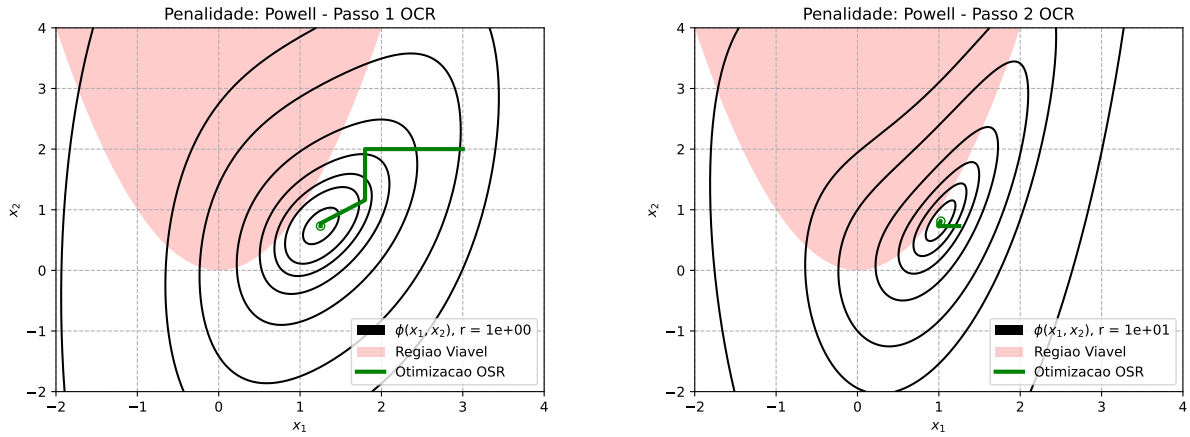 Penalidade: Powell - Passo 1 OCR
4
3
2
1
0
−1
−2
x₂
−2 −1 0 1 2 3 4
x₁
ϕ(x₁, x₂), r = 1e+00
Regiao Viavel
Otimizacao OSR
Penalidade: Powell - Passo 2 OCR
4
3
2
1
0
−1
−2
x₂
−2 −1 0 1 2 3 4
x₁
ϕ(x₁, x₂), r = 1e+01
Regiao Viavel
Otimizacao OSR